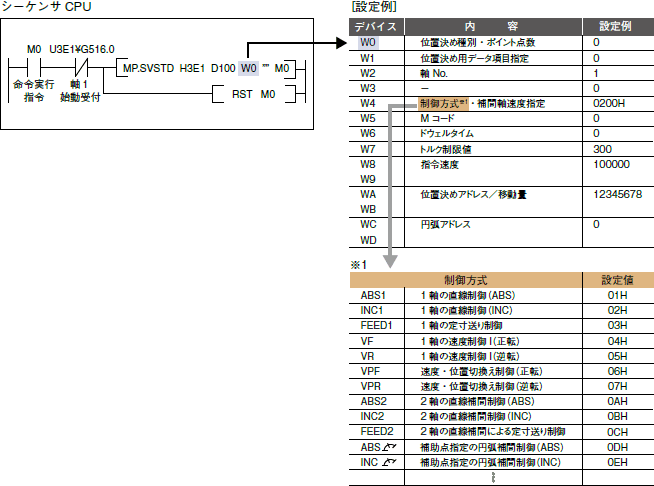 シーケンサ CPU
M0 U3E1¥G516.0
MP.SVSTD H3E1 D100 W0 "" M0
命令実行 軸 1
指令 始動受付
RST M0
[設定例]
デバイス 内 容 設定例
W0 位置決め種別・ポイント点数 0
W1 位置決め用データ項目指定 0
W2 軸 No. 1
W3 － 0
W4 制御方式※1・補間軸速度指定 0200H
W5 M コード 0
W6 ドウェルタイム 0
W7 トルク制限値 300
W8 指令速度 100000
W9
WA 位置決めアドレス／移動量 12345678
WB
WC 円弧アドレス 0
WD
※1
制御方式 設定値
ABS1 1 軸の直線制御 (ABS) 01H
INC1 1 軸の直線制御 (INC) 02H
FEED1 1 軸の定寸送り制御 03H
VF 1 軸の速度制御 I (正転) 04H
VR 1 軸の速度制御 I (逆転) 05H
VPF 速度・位置切換え制御 (正転) 06H
VPR 速度・位置切換え制御 (逆転) 07H
ABS2 2 軸の直線補間制御 (ABS) 0AH
INC2 2 軸の直線補間制御 (INC) 0BH
FEED2 2 軸の直線補間による定寸送り制御 0CH
ABS 補助点指定の円弧補間制御 (ABS) 0DH
INC 補助点指定の円弧補間制御 (INC) 0EH